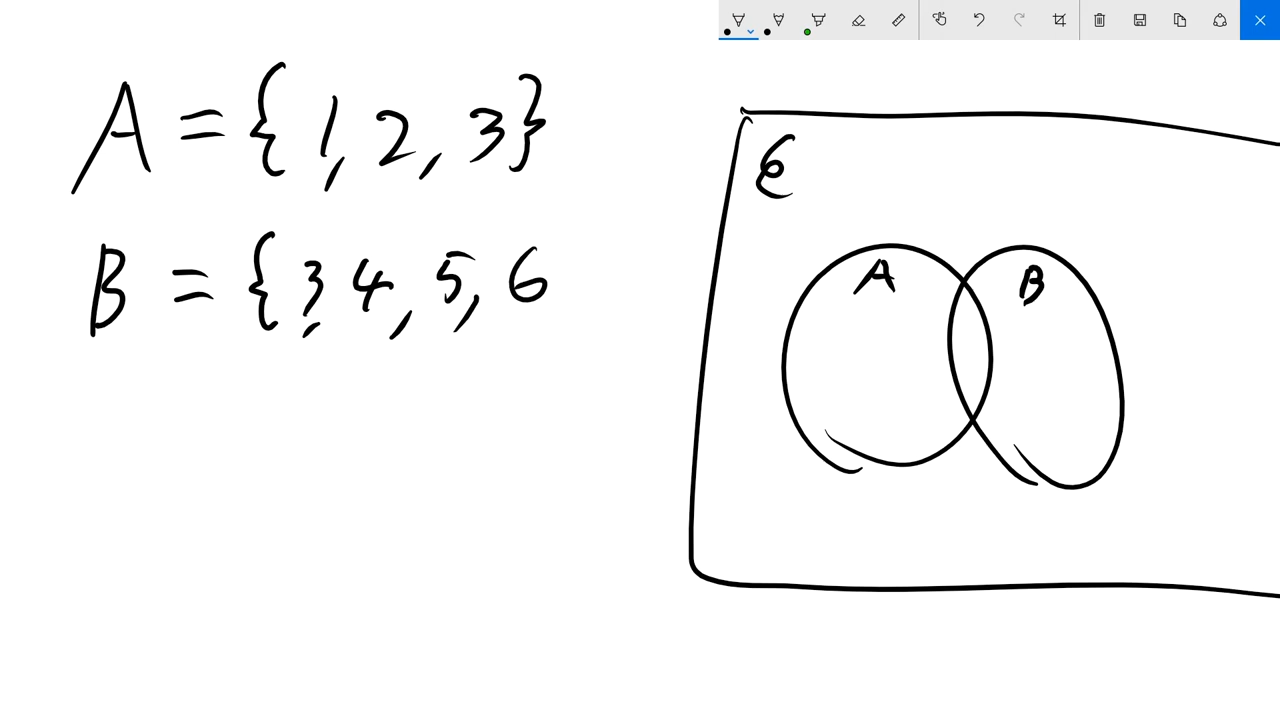 A = {1, 2, 3}
B = {3, 4, 5, 6
ℰ
A
B